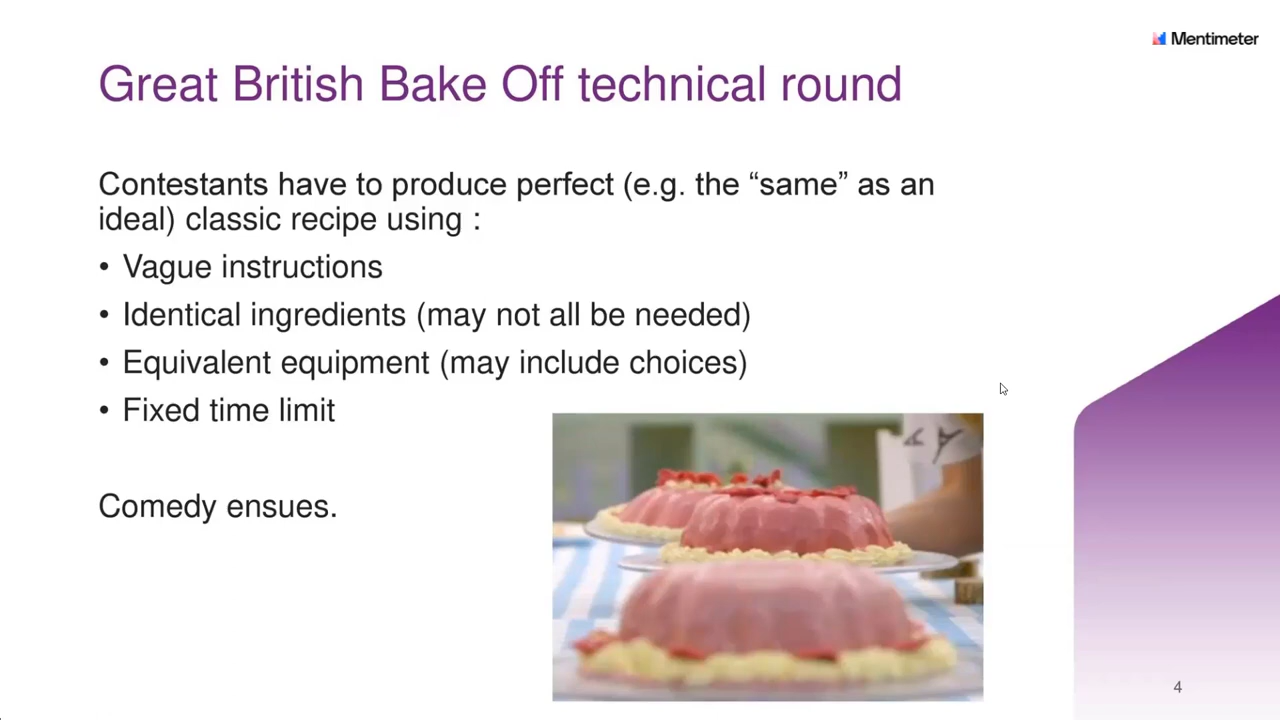 Mentimeter
Great British Bake Off technical round
Contestants have to produce perfect (e.g. the “same” as an
ideal) classic recipe using :
• Vague instructions
• Identical ingredients (may not all be needed)
• Equivalent equipment (may include choices)
• Fixed time limit
Comedy ensues.
4